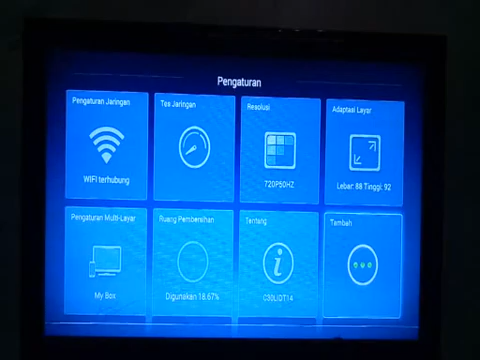 Pengaturan
Pengaturan Jaringan
Tes Jaringan
Resolusi
Adaptasi Layar
WIFI terhubung
720P50HZ
Lebar: 88 Tinggi: 92
Pengaturan Multi-Layar
Ruang Pembersihan
Tentang
Tambah
My Box
Digunakan 18.67%